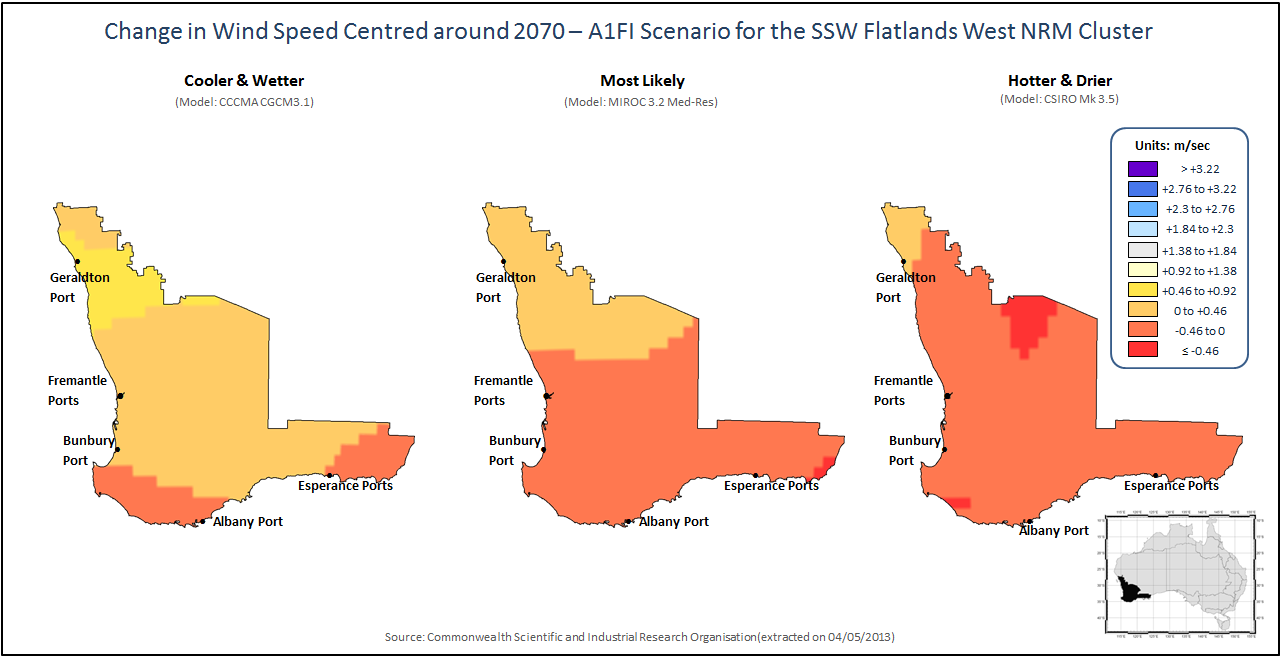 Change in Wind Speed Centred around 2070 – A1FI Scenario for the SSW Flatlands West NRM Cluster
Cooler & Wetter
(Model: CCCMA CGCM3.1)
Most Likely
(Model: MIROC 3.2 Med-Res)
Hotter & Drier
(Model: CSIRO Mk 3.5)
Units: m/sec
> +3.22
+2.76 to +3.22
+2.3 to +2.76
+1.84 to +2.3
+1.38 to +1.84
+0.92 to +1.38
+0.46 to +0.92
0 to +0.46
-0.46 to 0
≤ -0.46
Geraldton
Port
Fremantle
Ports
Bunbury
Port
Esperance Ports
Albany Port
Geraldton
Port
Fremantle
Ports
Bunbury
Port
Esperance Ports
Albany Port
Geraldton
Port
Fremantle
Ports
Bunbury
Port
Esperance Ports
Albany Port
Source: Commonwealth Scientific and Industrial Research Organisation(extracted on 04/05/2013)